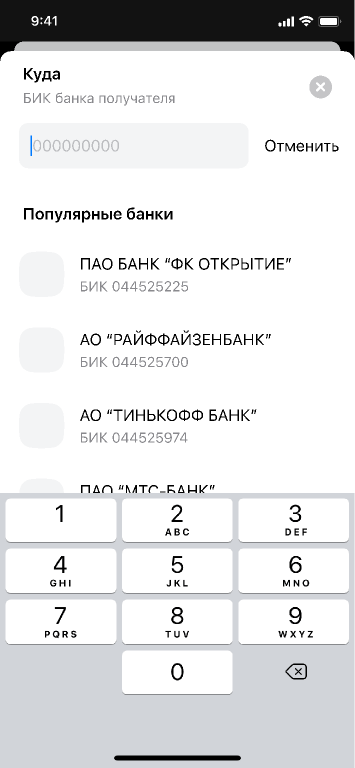 9:41
Куда
БИК банка получателя
000000000
Отменить
Популярные банки
ПАО БАНК “ФК ОТКРЫТИЕ”
БИК 044525225
АО “РАЙФФАЙЗЕНБАНК”
БИК 044525700
АО “ТИНЬКОФФ БАНК”
БИК 044525974
ПАО “МТС-БАНК”
1
2
ABC
3
DEF
4
GHI
5
JKL
6
MNO
7
PQRS
8
TUV
9
WXYZ
0